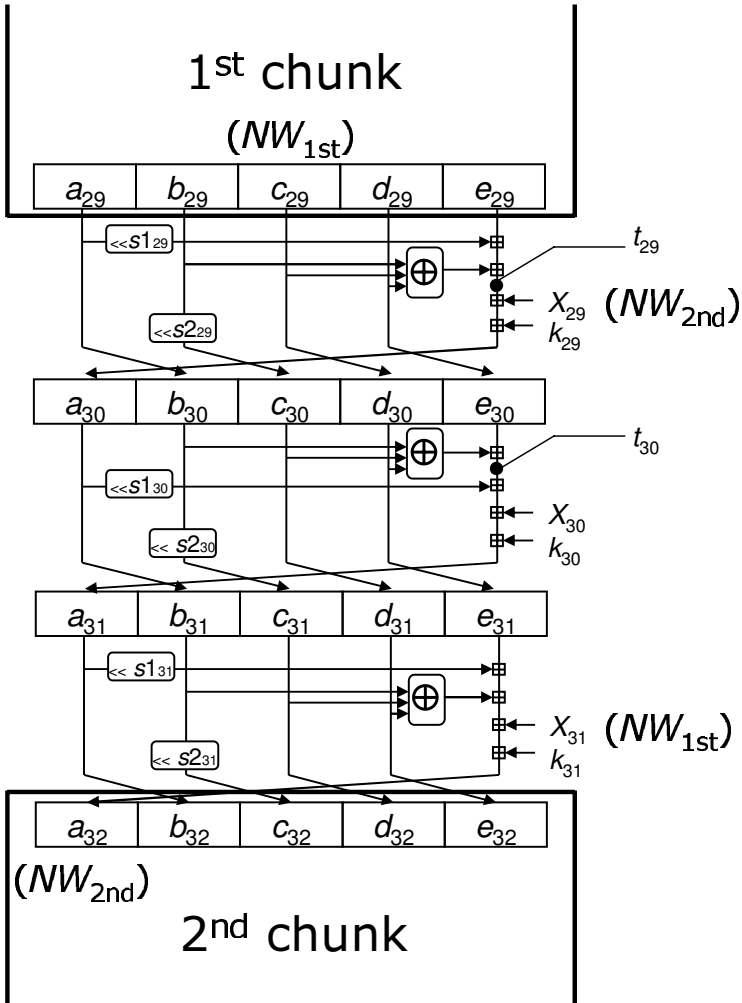 1st chunk
(NW1st)
a29 b29 c29 d29 e29
<<s129
t29
X29 (NW2nd)
<<s229
k29
a30 b30 c30 d30 e30
t30
<<s130
X30
<< s230
k30
a31 b31 c31 d31 e31
<< s131
X31 (NW1st)
<< s231
k31
a32 b32 c32 d32 e32
(NW2nd)
2nd chunk